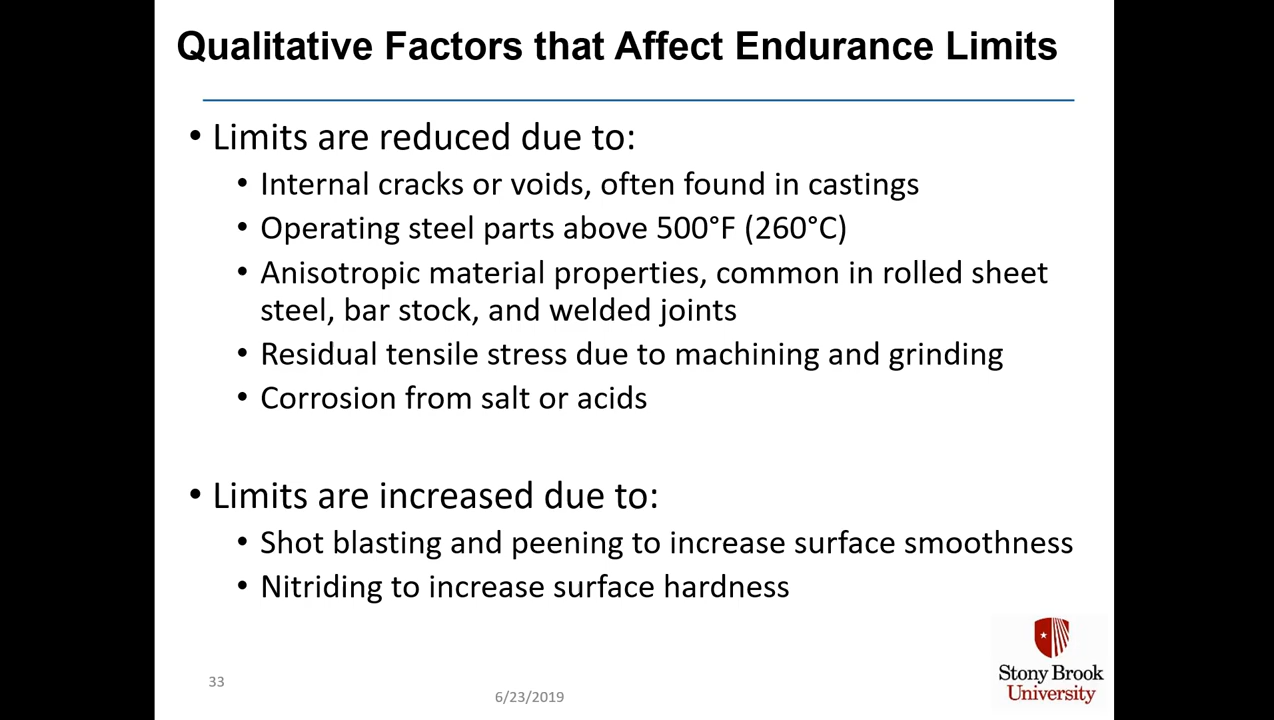 Qualitative Factors that Affect Endurance Limits
• Limits are reduced due to:
• Internal cracks or voids, often found in castings
• Operating steel parts above 500°F (260°C)
• Anisotropic material properties, common in rolled sheet
steel, bar stock, and welded joints
• Residual tensile stress due to machining and grinding
• Corrosion from salt or acids
• Limits are increased due to:
• Shot blasting and peening to increase surface smoothness
• Nitriding to increase surface hardness
33
6/23/2019
Stony Brook
University